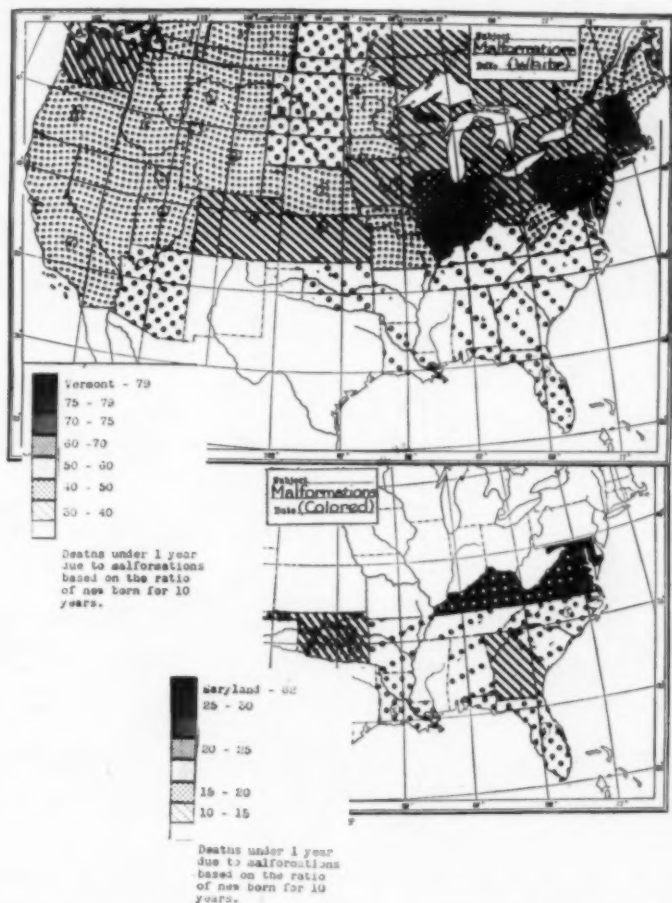 Subject
Malformations
Date (White)
Vermont - 79
75 - 79
70 - 75
60 -70
50 - 60
40 - 50
30 - 40
Deaths under 1 year
due to malformations
based on the ratio
of new born for 10
years.
Subject
Malformations
Date (Colored)
Maryland -
25 - 30
20 - 25
15 - 20
10 - 15
Deaths under 1 year
due to malformations
based on the ratio
of new born for 10
years.